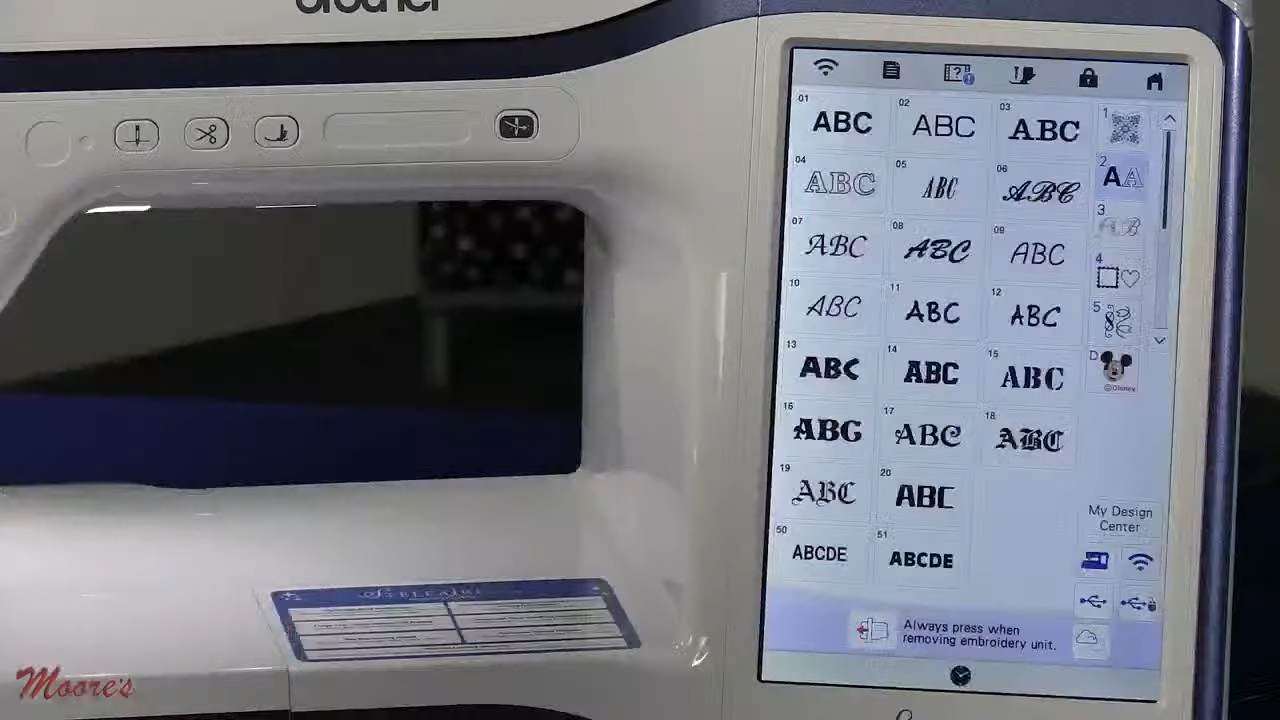 brother
01 ABC 02 ABC 03 ABC 1
04 ABC 05 ABC 06 ABC 2 AA
07 ABC 08 ABC 09 ABC 3 AB
10 ABC 11 ABC 12 ABC 4
13 ABC 14 ABC 15 ABC 5
16 ABC 17 ABC 18 ABC D ©Disney
19 ABC 20 ABC
50 ABCDE 51 ABCDE
My Design
Center
Always press when
removing embroidery unit.
Moore's